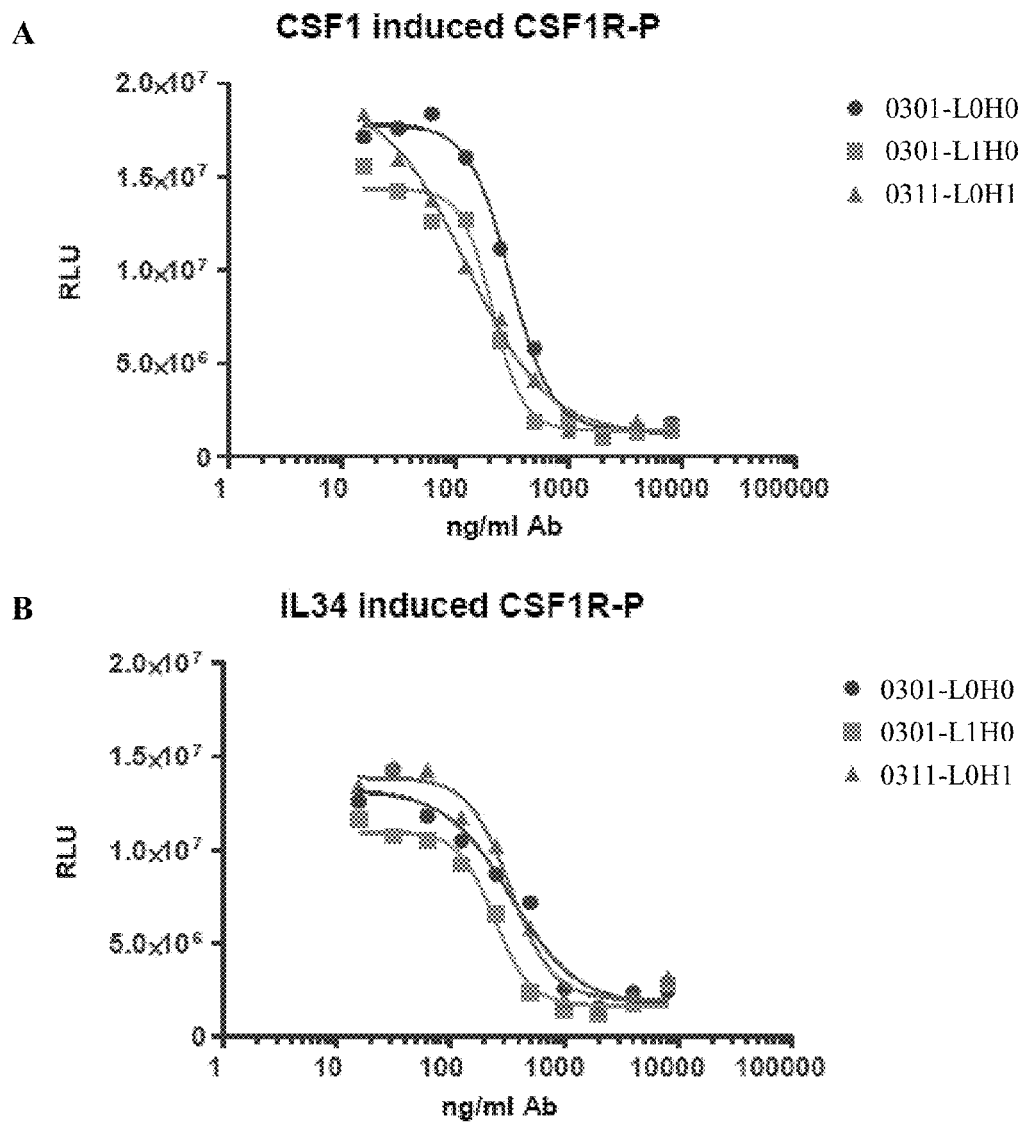 A
CSF1 induced CSF1R-P
2.0×10⁷
1.5×10⁷
1.0×10⁷
5.0×10⁶
0
RLU
1 10 100 1000 10000 100000
ng/ml Ab
0301-L0H0
0301-L1H0
0311-L0H1
B
IL34 induced CSF1R-P
2.0×10⁷
1.5×10⁷
1.0×10⁷
5.0×10⁶
0
RLU
1 10 100 1000 10000 100000
ng/ml Ab
0301-L0H0
0301-L1H0
0311-L0H1